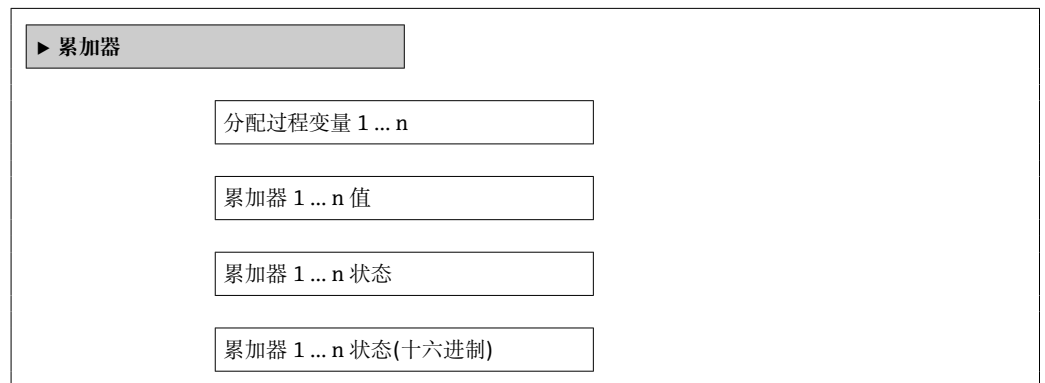 ▶ 累加器
分配过程变量 1 … n
累加器 1 … n 值
累加器 1 … n 状态
累加器 1 … n 状态(十六进制)